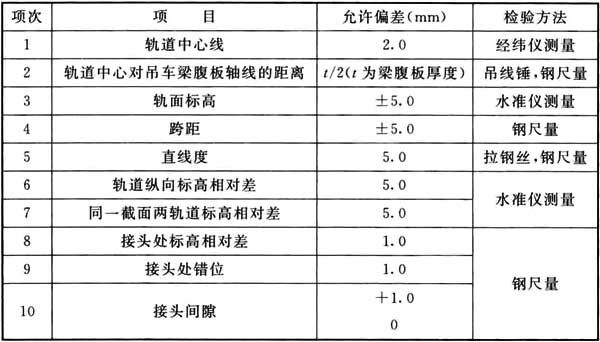 项次 项 目 允许偏差(mm) 检验方法
1 轨道中心线 2.0 经纬仪测量
2 轨道中心对吊车梁腹板轴线的距离 t/2(t为梁腹板厚度) 吊线锤,钢尺量
3 轨面标高 ±5.0 水准仪测量
4 跨距 ±5.0 钢尺量
5 直线度 5.0 拉钢丝,钢尺量
6 轨道纵向标高相对差 5.0 水准仪测量
7 同一截面两轨道标高相对差 5.0
8 接头处标高相对差 1.0 钢尺量
9 接头处错位 1.0
10 接头间隙 +1.0
0